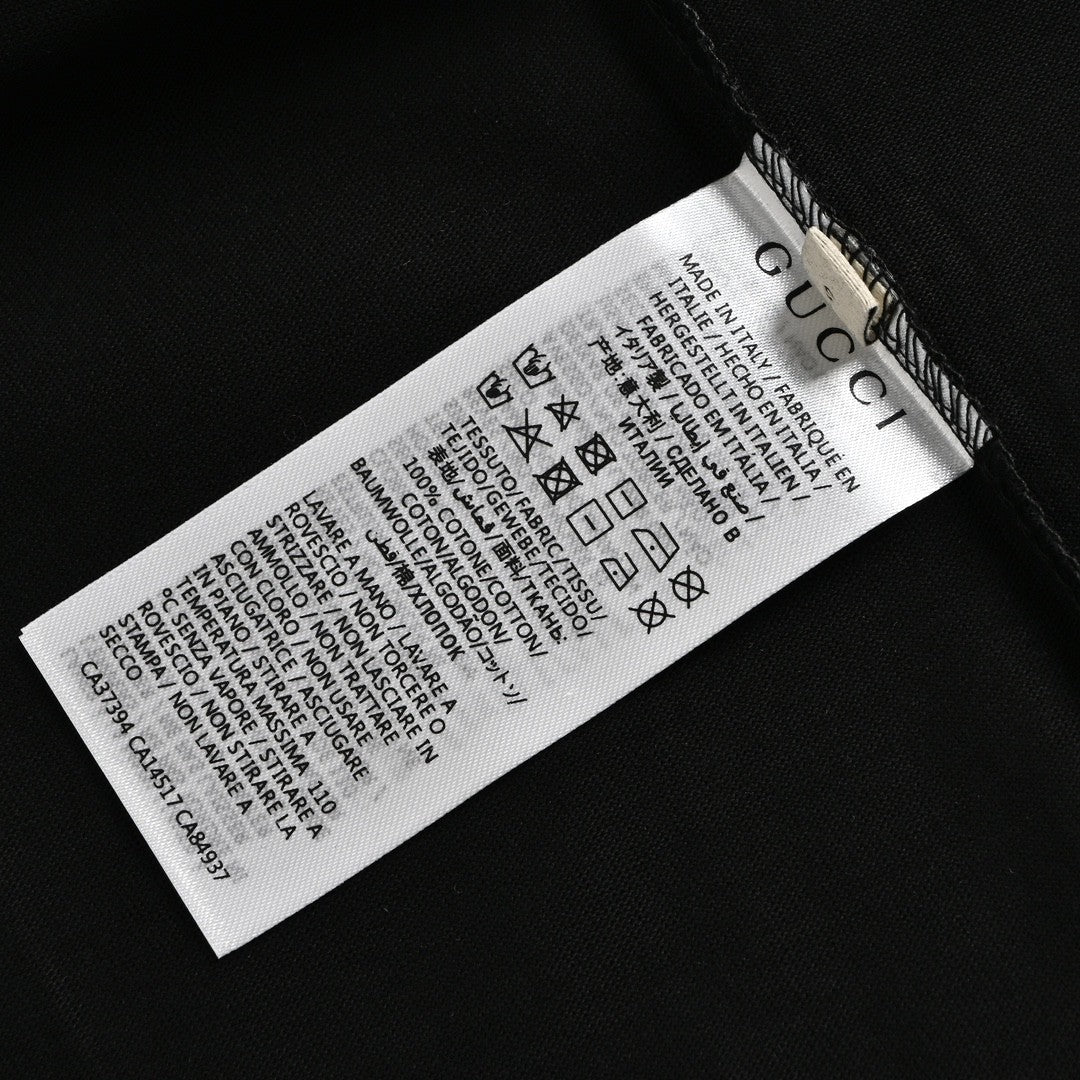 GUCCI
MADE IN ITALY / FABRIQUÉ EN
ITALIE / HECHO EN ITALIA /
HERGESTELLT IN ITALIEN /
FABRICADO EM ITÁLIA /
イタリア製 / صنع في إيطاليا /
产地:意大利 / СДЕЛАНО В
ИТАЛИИ
TESSUTO/FABRIC/TISSU/
TEJIDO/GEWEBE/TECIDO/
表地/قماش/面料/ТКАНЬ:
100% COTONE/COTTON/
COTON/ALGODON/
BAUMWOLLE/ALGODÃO/コットン/
قطن/棉/ХЛОПОК
LAVARE A MANO / LAVARE A
ROVESCIO / NON TORCERE O
STRIZZARE / NON LASCIARE IN
AMMOLLO / NON TRATTARE
CON CLORO / NON USARE
ASCIUGATRICE / ASCIUGARE
IN PIANO / STIRARE A
TEMPERATURA MASSIMA 110
°C SENZA VAPORE / STIRARE A
ROVESCIO / NON STIRARE LA
STAMPA / NON LAVARE A
SECCO
CA37394 CA14517 CA84937